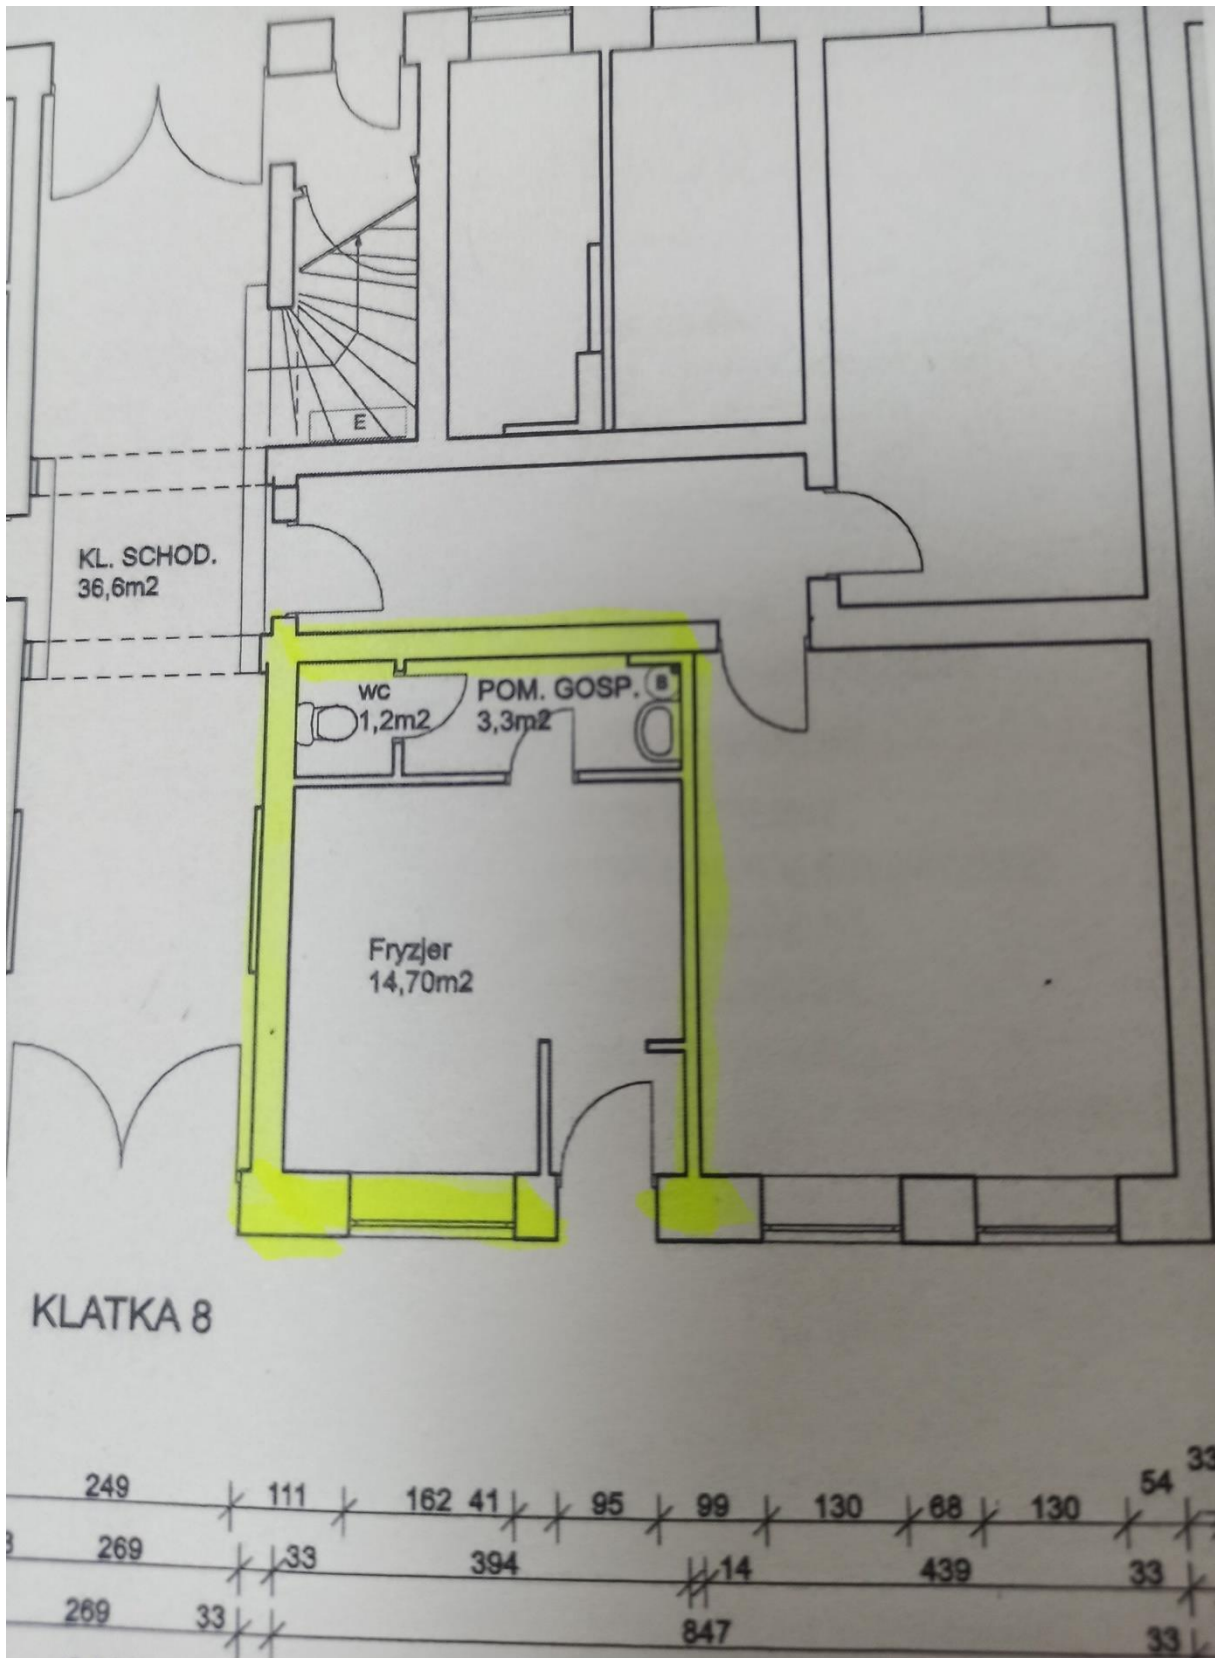 E
KL. SCHOD.
36,6m2
WC
1,2m2
POM. GOSP.
3,3m2
B
Fryzjer
14,70m2
KLATKA 8
249 111 162 41 95 99 130 68 130 54 33
269 33 394 14 439 33
269 33 847 33